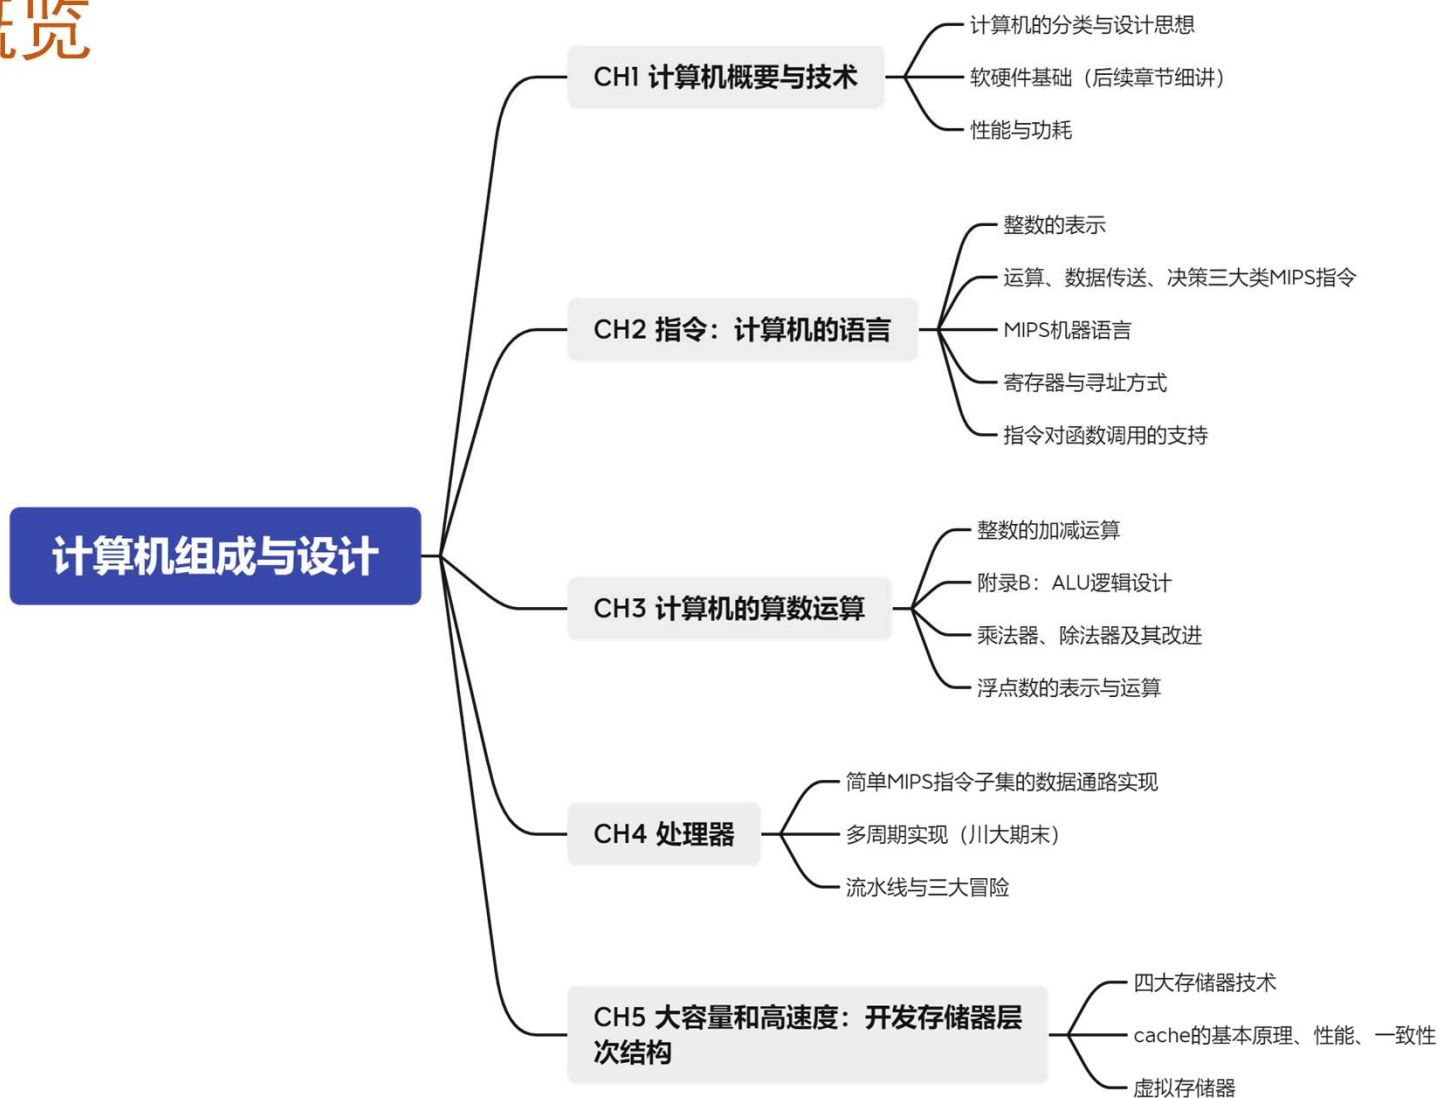 览
CH1 计算机概要与技术
计算机的分类与设计思想
软硬件基础（后续章节细讲）
性能与功耗
CH2 指令：计算机的语言
整数的表示
运算、数据传送、决策三大类MIPS指令
MIPS机器语言
寄存器与寻址方式
指令对函数调用的支持
计算机组成与设计
CH3 计算机的算数运算
整数的加减运算
附录B：ALU逻辑设计
乘法器、除法器及其改进
浮点数的表示与运算
CH4 处理器
简单MIPS指令子集的数据通路实现
多周期实现（川大期末）
流水线与三大冒险
CH5 大容量和高速度：开发存储器层
次结构
四大存储器技术
cache的基本原理、性能、一致性
虚拟存储器